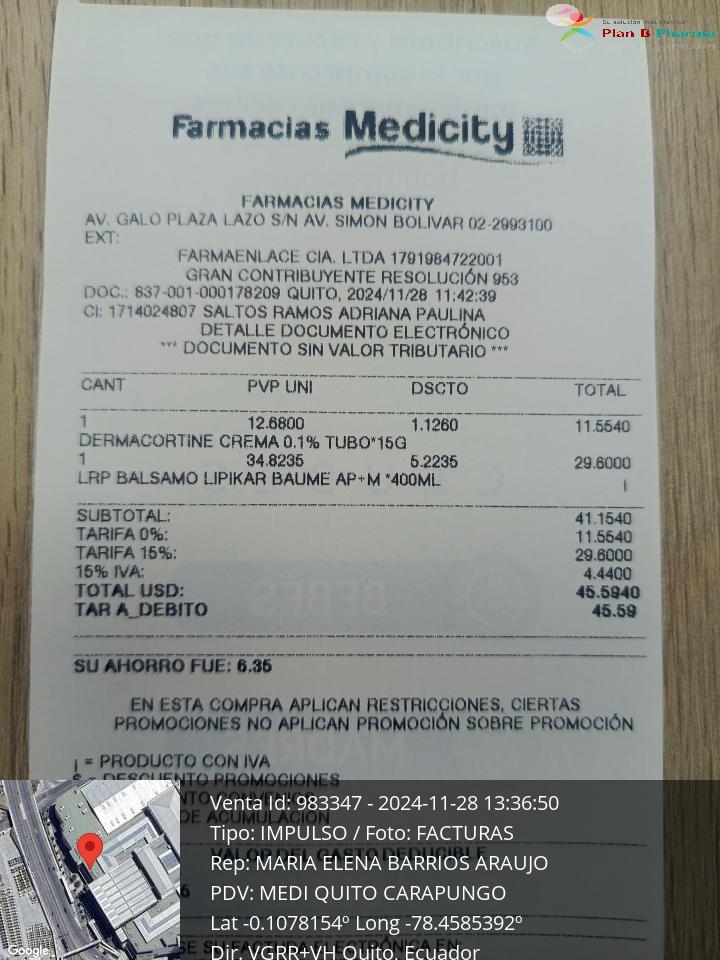 Su solución más efectiva
Plan B Pharma
Farmacias Medicity
FARMACIAS MEDICITY
AV. GALO PLAZA LAZO S/N AV. SIMON BOLIVAR 02-2993100
EXT:
FARMAENLACE CIA. LTDA 1791984722001
GRAN CONTRIBUYENTE RESOLUCIÓN 953
DOC.: 837-001-000178209 QUITO, 2024/11/28 11:42:39
CI: 1714024807 SALTOS RAMOS ADRIANA PAULINA
DETALLE DOCUMENTO ELECTRÓNICO
*** DOCUMENTO SIN VALOR TRIBUTARIO ***
CANT PVP UNI DSCTO TOTAL
1 12.6800 1.1260 11.5540
DERMACORTINE CREMA 0.1% TUBO*15G
1 34.8235 5.2235 29.6000
LRP BALSAMO LIPIKAR BAUME AP+M *400ML i
SUBTOTAL: 41.1540
TARIFA 0%: 11.5540
TARIFA 15%: 29.6000
15% IVA: 4.4400
TOTAL USD: 45.5940
TAR A_DEBITO 45.59
SU AHORRO FUE: 6.35
EN ESTA COMPRA APLICAN RESTRICCIONES, CIERTAS
PROMOCIONES NO APLICAN PROMOCIÓN SOBRE PROMOCIÓN
i = PRODUCTO CON IVA
$ = DESCUENTO PROMOCIONES
DE ACUMULACION
VALOR DEL GASTO DEDUCIBLE
SU FACTURA ELECTRÓNICA EN
Venta Id: 983347 - 2024-11-28 13:36:50
Tipo: IMPULSO / Foto: FACTURAS
Rep: MARIA ELENA BARRIOS ARAUJO
PDV: MEDI QUITO CARAPUNGO
Lat -0.1078154º Long -78.4585392º
Dir. VGRR+VH Quito, Ecuador
Google